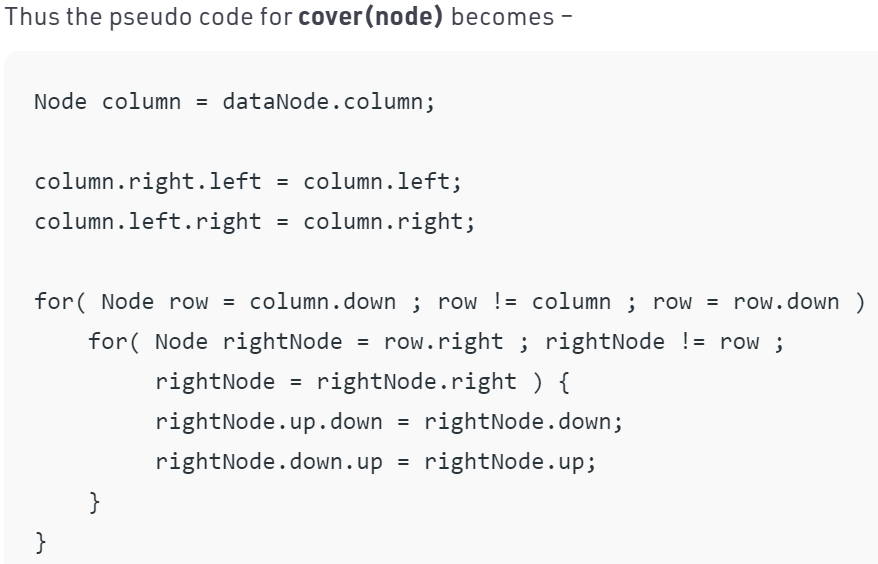 Thus the pseudo code for cover(node) becomes –
Node column = dataNode.column;
column.right.left = column.left;
column.left.right = column.right;
for( Node row = column.down ; row != column ; row = row.down )
for( Node rightNode = row.right ; rightNode != row ;
rightNode = rightNode.right ) {
rightNode.up.down = rightNode.down;
rightNode.down.up = rightNode.up;
}
}